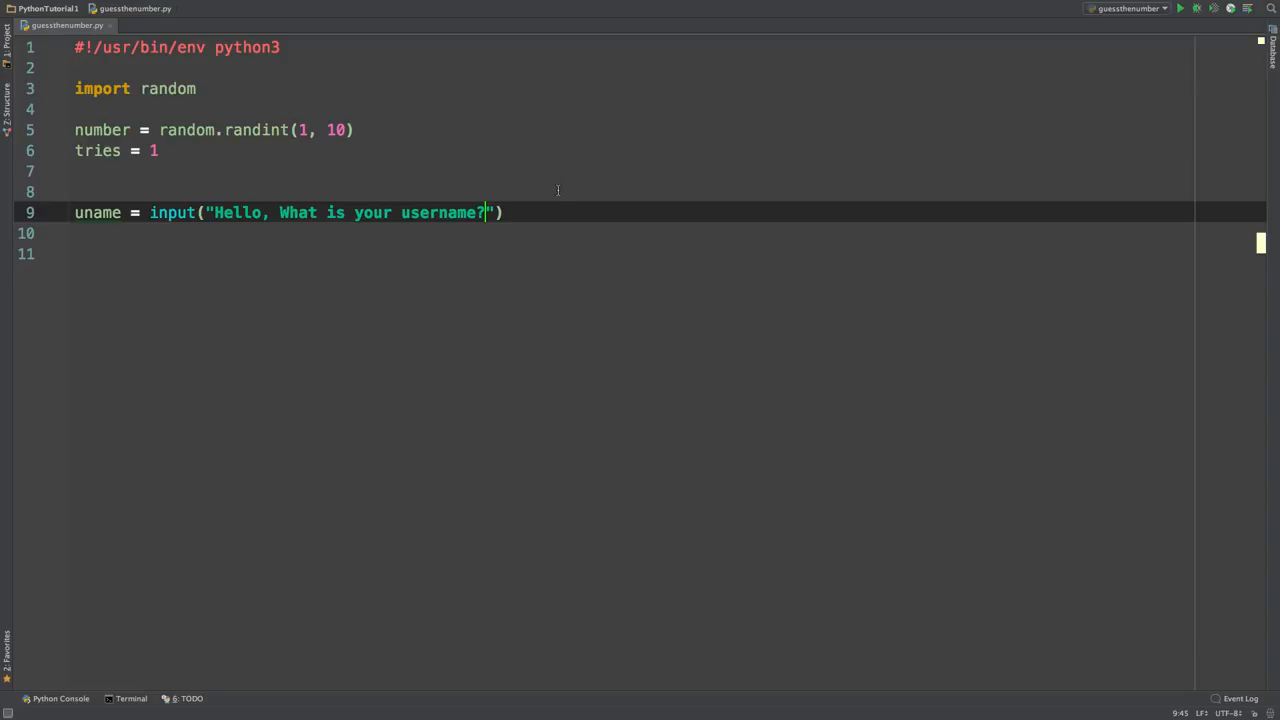 PythonTutorial1 guessthenumber.py guessthenumber
guessthenumber.py
1: Project
Z: Structure
2: Favorites
Database
1 #!/usr/bin/env python3
2
3 import random
4
5 number = random.randint(1, 10)
6 tries = 1
7
8
9 uname = input("Hello, What is your username?")
10
11
Python Console Terminal 6: TODO Event Log
9:45 LF÷ UTF-8÷